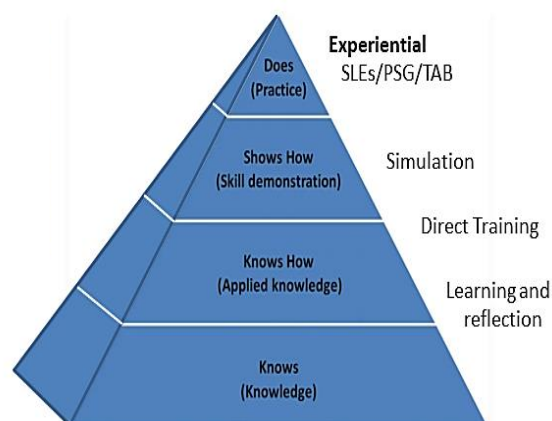 Experiential
SLEs/PSG/TAB
Does
(Practice)
Shows How
(Skill demonstration)
Simulation
Direct Training
Knows How
(Applied knowledge)
Learning and
reflection
Knows
(Knowledge)